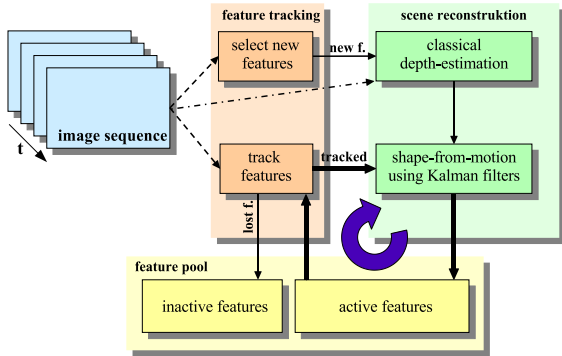 feature tracking
scene reconstruktion
select new
features
new f.
classical
depth-estimation
image sequence
t
track
features
tracked
shape-from-motion
using Kalman filters
lost f.
feature pool
inactive features
active features